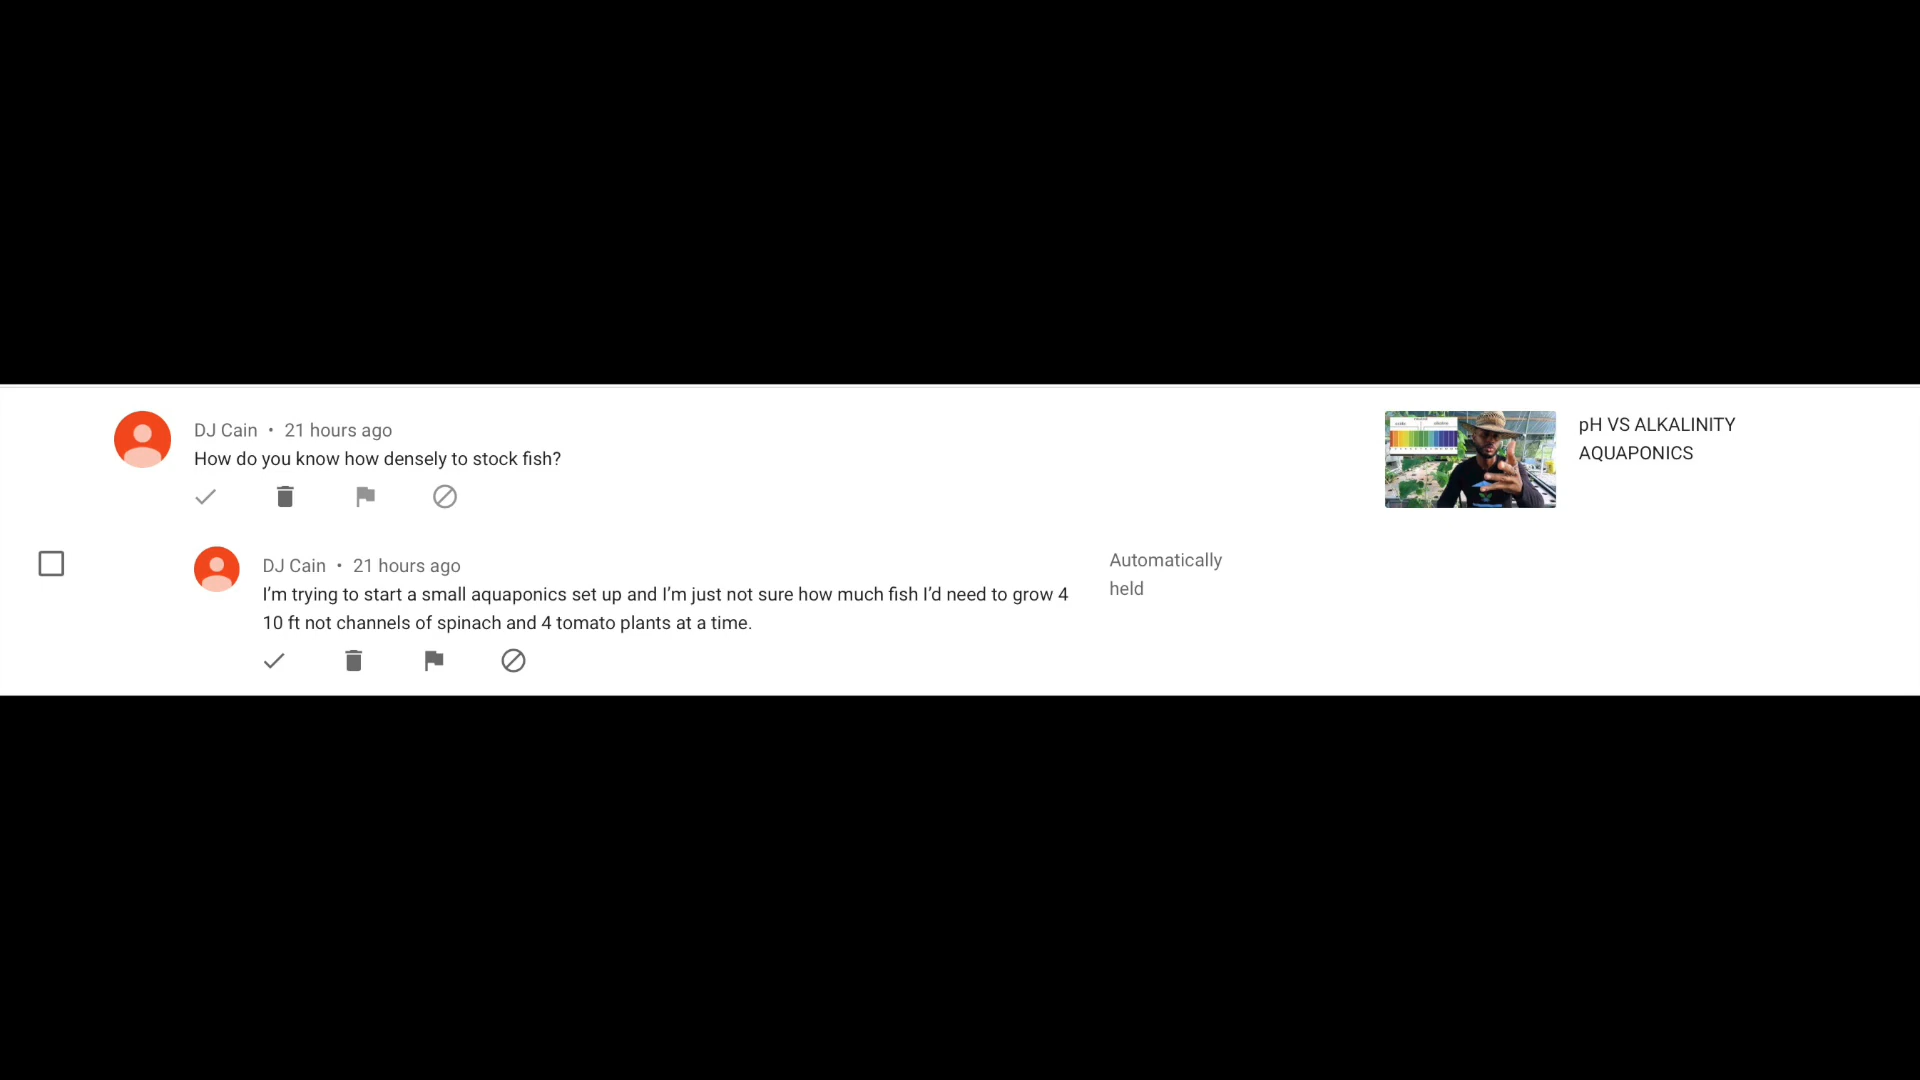 DJ Cain • 21 hours ago
How do you know how densely to stock fish?
pH VS ALKALINITY
AQUAPONICS
DJ Cain • 21 hours ago
I'm trying to start a small aquaponics set up and I'm just not sure how much fish I'd need to grow 4
10 ft not channels of spinach and 4 tomato plants at a time.
Automatically
held